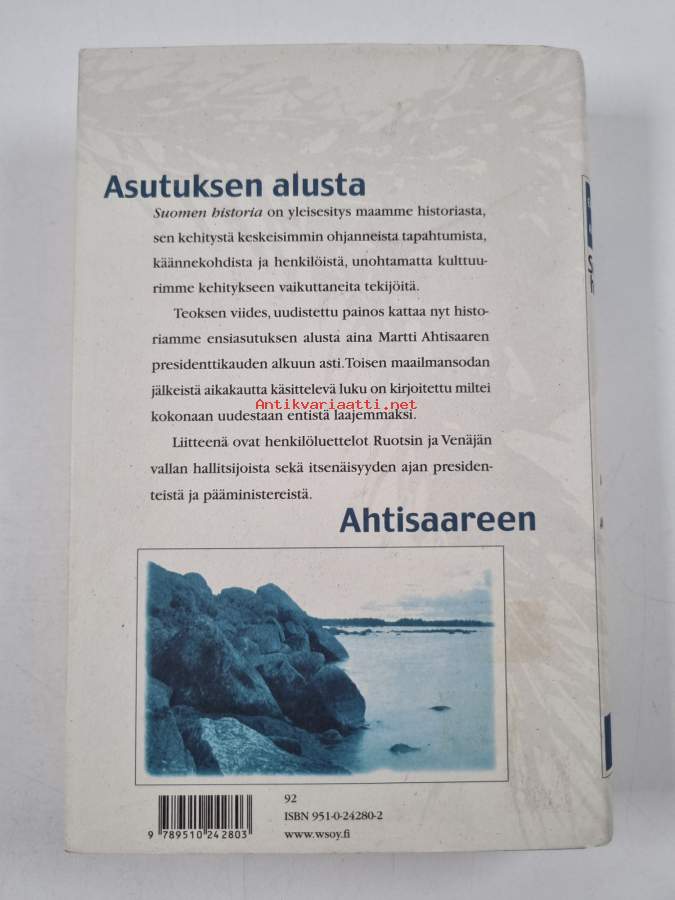 Asutuksen alusta
Suomen historia on yleisesitys maamme historiasta,
sen kehitystä keskeisimmin ohjanneista tapahtumista,
käännekohdista ja henkilöistä, unohtamatta kulttuu-
rimme kehitykseen vaikuttaneita tekijöitä.
Teoksen viides, uudistettu painos kattaa nyt histo-
riamme ensiasutuksen alusta aina Martti Ahtisaaren
presidenttikauden alkuun asti. Toisen maailmansodan
jälkeistä aikakautta käsittelevä luku on kirjoitettu miltei
kokonaan uudestaan entistä laajemmaksi.
Antikvariaatti.net
Liitteenä ovat henkilöluettelot Ruotsin ja Venäjän
vallan hallitsijoista sekä itsenäisyyden ajan presiden-
teistä ja pääministereistä.
Ahtisaareen
92
ISBN 951-0-24280-2
www.wsoy.fi
9 789510 242803